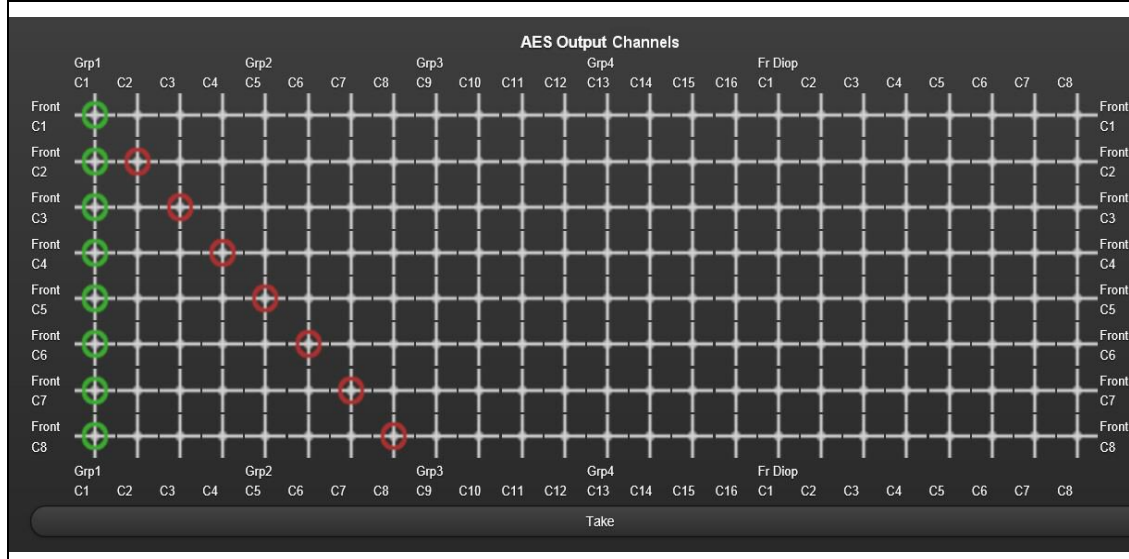 AES Output Channels
Grp1 Grp2 Grp3 Grp4 Fr Diop
C1 C2 C3 C4 C5 C6 C7 C8 C9 C10 C11 C12 C13 C14 C15 C16 C1 C2 C3 C4 C5 C6 C7 C8
Front Front
C1 C1
Front Front
C2 C2
Front Front
C3 C3
Front Front
C4 C4
Front Front
C5 C5
Front Front
C6 C6
Front Front
C7 C7
Front Front
C8 C8
Grp1 Grp2 Grp3 Grp4 Fr Diop
C1 C2 C3 C4 C5 C6 C7 C8 C9 C10 C11 C12 C13 C14 C15 C16 C1 C2 C3 C4 C5 C6 C7 C8
Take